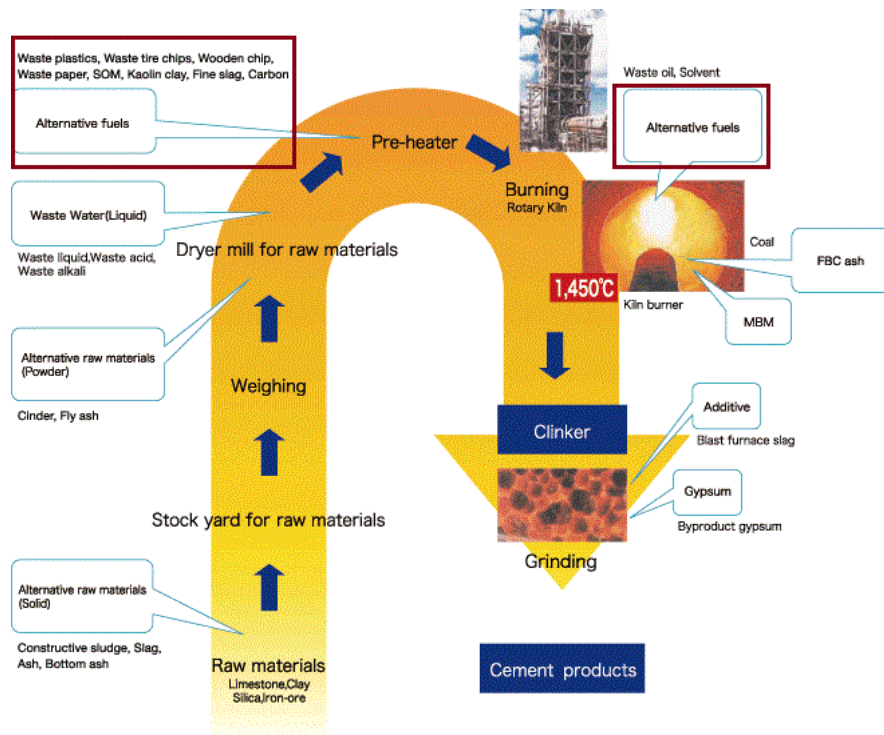 Waste plastics, Waste tire chips, Wooden chip,
Waste paper, SOM, Kaolin clay, Fine slag, Carbon
Alternative fuels
Waste oil, Solvent
Alternative fuels
Pre-heater
Burning
Rotary Kiln
Waste Water(Liquid)
Waste liquid,Waste acid,
Waste alkali
Dryer mill for raw materials
Coal
FBC ash
1,450℃
Kiln burner
MBM
Alternative raw materials
(Powder)
Cinder, Fly ash
Weighing
Clinker
Additive
Blast furnace slag
Gypsum
Byproduct gypsum
Stock yard for raw materials
Grinding
Alternative raw materials
(Solid)
Constructive sludge, Slag,
Ash, Bottom ash
Raw materials
Limestone,Clay
Silica,Iron-ore
Cement products